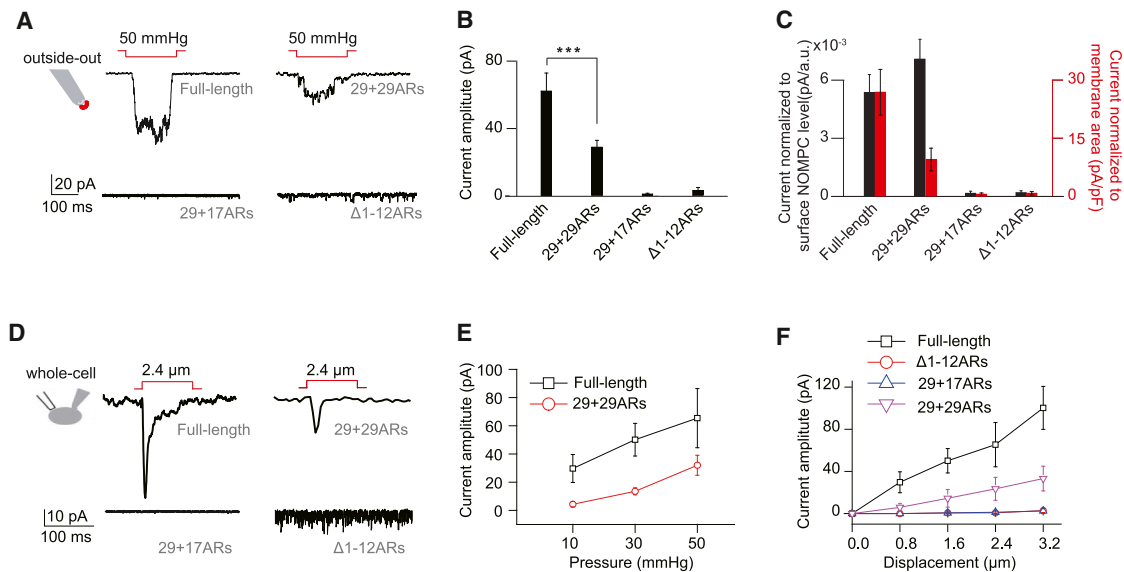 A
50 mmHg
50 mmHg
outside-out
Full-length
29+29ARs
20 pA
100 ms
29+17ARs
Δ1-12ARs
B
Current amplitude (pA)
80
40
0
***
Full-length
29+29ARs
29+17ARs
Δ1-12ARs
C
Current normalized to
surface NOMPC level(pA/a.u.)
x10-3
6
3
0
30
15
0
Current normalized to
membrane area (pA/pF)
Full-length
29+29ARs
29+17ARs
Δ1-12ARs
D
whole-cell
2.4 μm
2.4 μm
Full-length
29+29ARs
10 pA
100 ms
29+17ARs
Δ1-12ARs
E
Current amplitude (pA)
100
80
60
40
20
0
Full-length
29+29ARs
10
30
50
Pressure (mmHg)
F
Full-length
Δ1-12ARs
29+17ARs
29+29ARs
Current amplitude (pA)
120
80
40
0
0.0
0.8
1.6
2.4
3.2
Displacement (μm)